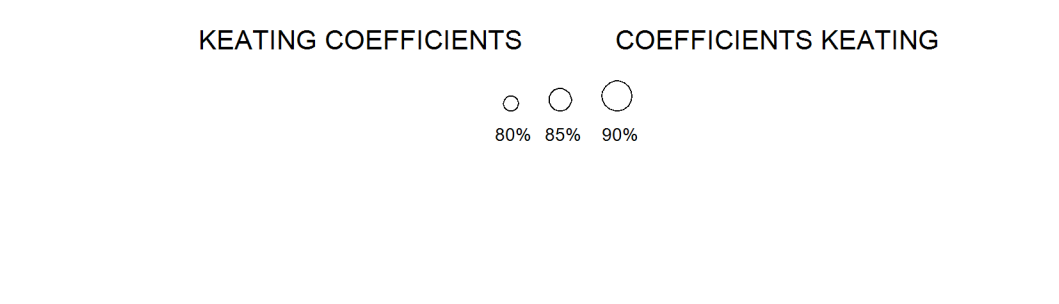 KEATING COEFFICIENTS COEFFICIENTS KEATING
80% 85% 90%